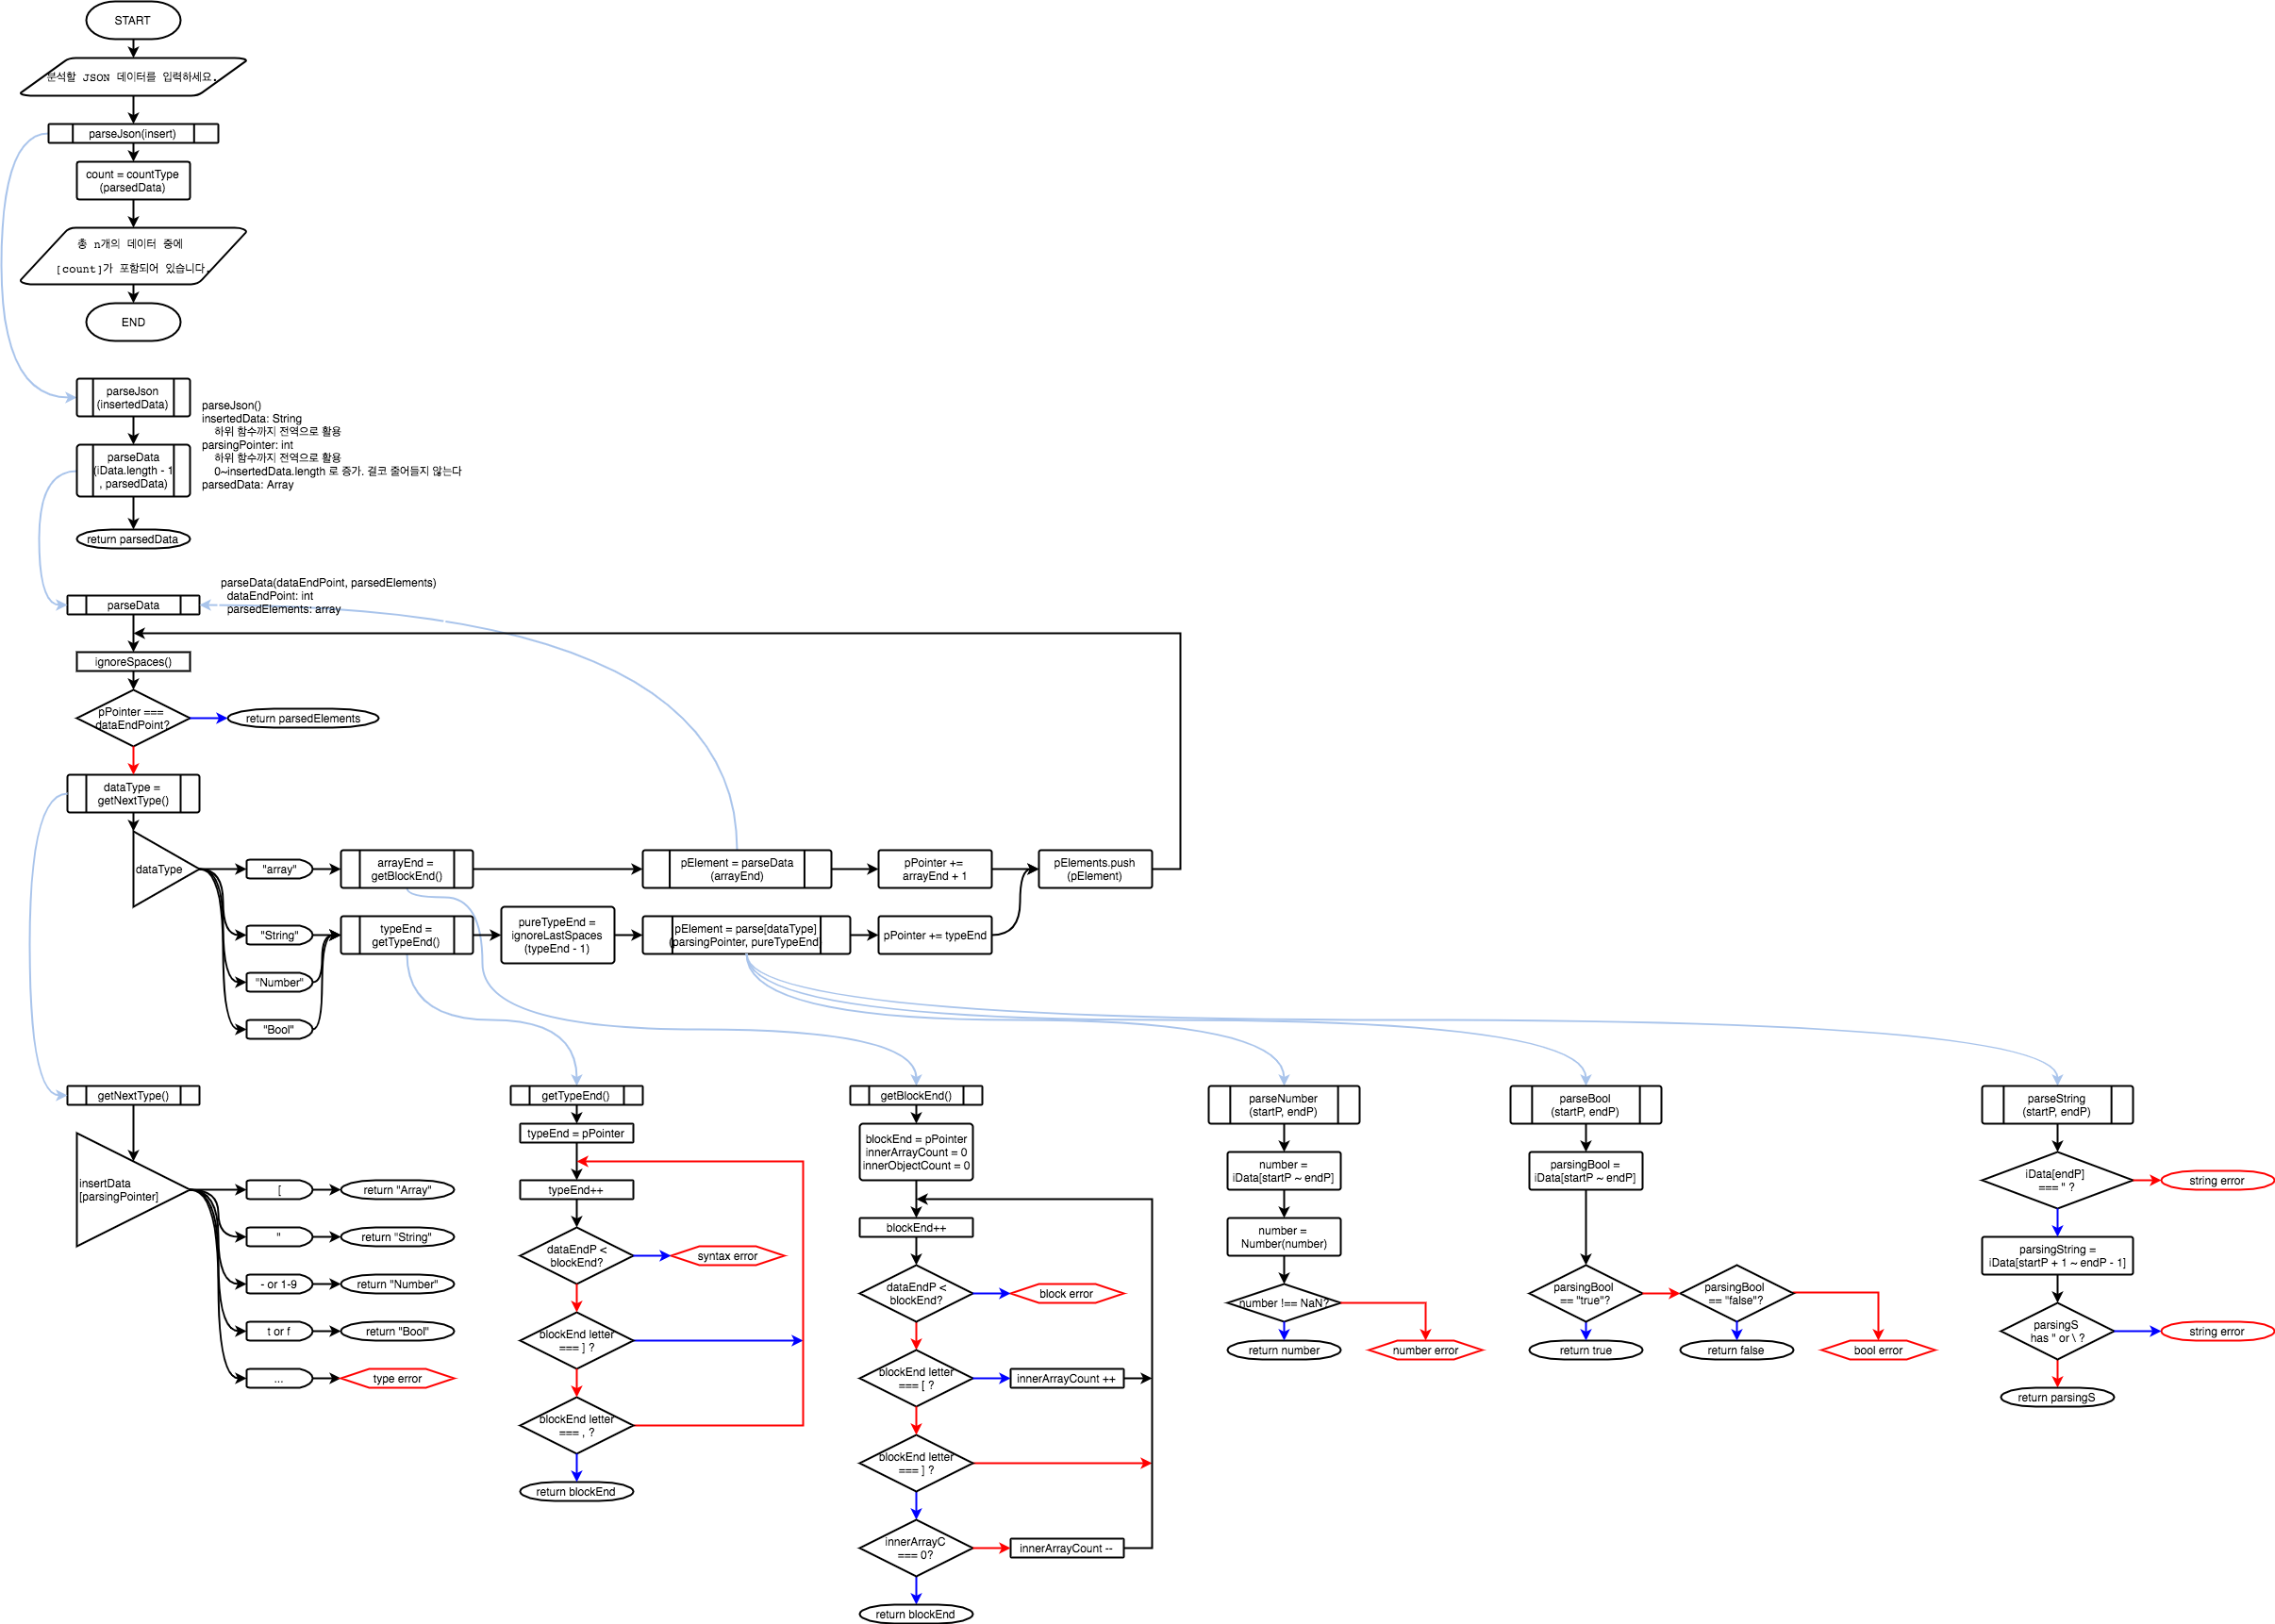 START
분석할 JSON 데이터를 입력하세요.
parseJson(insert)
count = countType
(parsedData)
총 n개의 데이터 중에
[count]가 포함되어 있습니다.
END
parseJson
(insertedData)
parseJson()
insertedData: String
하위 함수까지 전역으로 활용
parsingPointer: int
하위 함수까지 전역으로 활용
0~insertedData.length 로 증가. 결코 줄어들지 않는다
parsedData: Array
parseData
(iData.length - 1
, parsedData)
return parsedData
parseData(dataEndPoint, parsedElements)
dataEndPoint: int
parsedElements: array
parseData
ignoreSpaces()
pPointer ===
dataEndPoint?
return parsedElements
dataType =
getNextType()
dataType
"array"
arrayEnd =
getBlockEnd()
pElement = parseData
(arrayEnd)
pPointer +=
arrayEnd + 1
pElements.push
(pElement)
"String"
typeEnd =
getTypeEnd()
pureTypeEnd =
ignoreLastSpaces
(typeEnd - 1)
pElement = parse[dataType]
(parsingPointer, pureTypeEnd)
pPointer += typeEnd
"Number"
"Bool"
getNextType()
insertData
[parsingPointer]
[
return "Array"
"
return "String"
- or 1-9
return "Number"
t or f
return "Bool"
...
type error
getTypeEnd()
typeEnd = pPointer
typeEnd++
dataEndP <
blockEnd?
syntax error
blockEnd letter
=== ] ?
blockEnd letter
=== , ?
return blockEnd
getBlockEnd()
blockEnd = pPointer
innerArrayCount = 0
innerObjectCount = 0
blockEnd++
dataEndP <
blockEnd?
block error
blockEnd letter
=== [ ?
innerArrayCount ++
blockEnd letter
=== ] ?
innerArrayC
=== 0?
innerArrayCount --
return blockEnd
parseNumber
(startP, endP)
number =
iData[startP ~ endP]
number =
Number(number)
number !== NaN?
return number
number error
parseBool
(startP, endP)
parsingBool =
iData[startP ~ endP]
parsingBool
== "true"?
parsingBool
== "false"?
return true
return false
bool error
parseString
(startP, endP)
iData[endP]
=== " ?
string error
parsingString =
iData[startP + 1 ~ endP - 1]
parsingS
has " or \ ?
string error
return parsingS